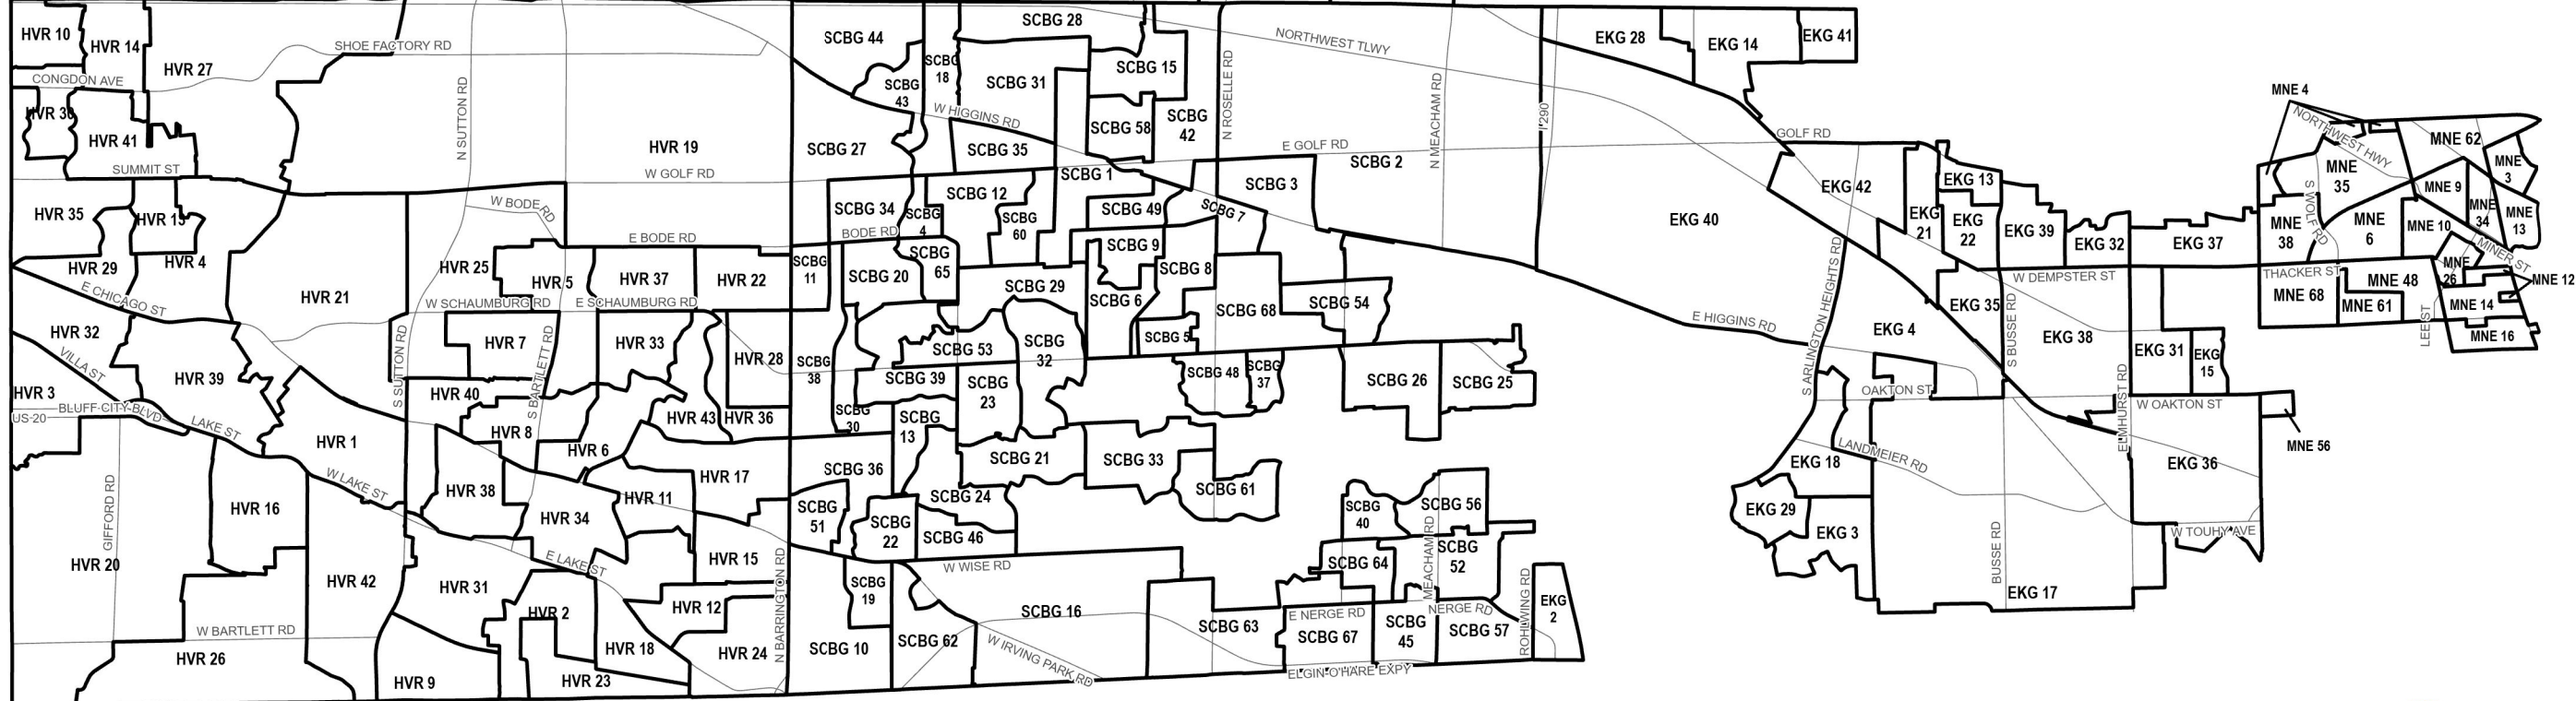 HVR 10
HVR 14
HVR 27
SHOE FACTORY RD
CONGDON AVE
HVR 30
HVR 41
SUMMIT ST
N SUTTON RD
HVR 19
W GOLF RD
HVR 35
HVR 13
HVR 29
HVR 4
E CHICAGO ST
HVR 21
W BODE RD
E BODE RD
HVR 25
HVR 5
HVR 37
HVR 22
W SCHAUMBURG RD
E SCHAUMBURG RD
HVR 32
VILLA ST
HVR 3
US-20
BLUFF CITY BLVD
HVR 39
LAKE ST
S SUTTON RD
HVR 7
S BARTLETT RD
HVR 33
HVR 28
HVR 40
HVR 43
HVR 36
HVR 1
HVR 8
HVR 6
HVR 17
W LAKE ST
HVR 38
HVR 11
HVR 34
HVR 16
GIFFORD RD
HVR 20
HVR 42
HVR 31
E LAKE ST
HVR 15
HVR 2
HVR 12
W BARTLETT RD
HVR 26
HVR 18
HVR 24
HVR 9
HVR 23
N BARRINGTON RD
SCBG 28
SCBG 44
SCBG
18
SCBG
43
SCBG 31
SCBG 15
W HIGGINS RD
SCBG 58
SCBG
42
N ROSELLE RD
SCBG 27
SCBG 35
SCBG 1
SCBG 12
SCBG 34
SCBG
4
SCBG
60
SCBG 49
SCBG 7
SCBG 3
NORTHWEST TLWY
E GOLF RD
SCBG 2
N MEACHAM RD
I 290
BODE RD
SCBG
11
SCBG 20
SCBG
65
SCBG 9
SCBG 8
SCBG 29
SCBG 6
SCBG 68
SCBG 54
SCBG 5
SCBG
38
SCBG 53
SCBG
32
SCBG 39
SCBG
23
SCBG 48
SCBG
37
SCBG 26
SCBG 25
SCBG
30
SCBG
13
SCBG 36
SCBG 21
SCBG 33
SCBG 61
SCBG 24
SCBG
51
SCBG
22
SCBG 46
SCBG
40
SCBG 56
MEACHAM RD
SCBG
52
SCBG 64
W WISE RD
SCBG
19
SCBG 16
SCBG 10
SCBG 62
W IRVING PARK RD
SCBG 63
E NERGE RD
NERGE RD
SCBG 67
SCBG
45
SCBG 57
ROHLWING RD
EKG
2
ELGIN-O'HARE EXPY
EKG 28
EKG 14
EKG 41
GOLF RD
EKG 40
EKG 42
EKG
21
EKG 13
EKG
22
EKG 39
EKG 32
EKG 37
W DEMPSTER ST
EKG 35
S BUSSE RD
EKG 4
EKG 38
EKG 31
EKG
15
E HIGGINS RD
S ARLINGTON HEIGHTS RD
OAKTON ST
ELMHURST RD
W OAKTON ST
LANDMEIER RD
EKG 18
EKG 29
EKG 3
BUSSE RD
EKG 17
EKG 36
W TOUHY AVE
MNE 56
MNE 4
NORTHWEST HWY
MNE 62
MNE
35
MNE
3
MNE 9
MNE
34
S WOLF RD
MNE
38
MNE
6
MNE 10
MNE
13
MINER ST
THACKER ST
MNE 48
MNE
26
MNE 12
MNE 68
MNE 61
MNE 14
LEE ST
MNE 16